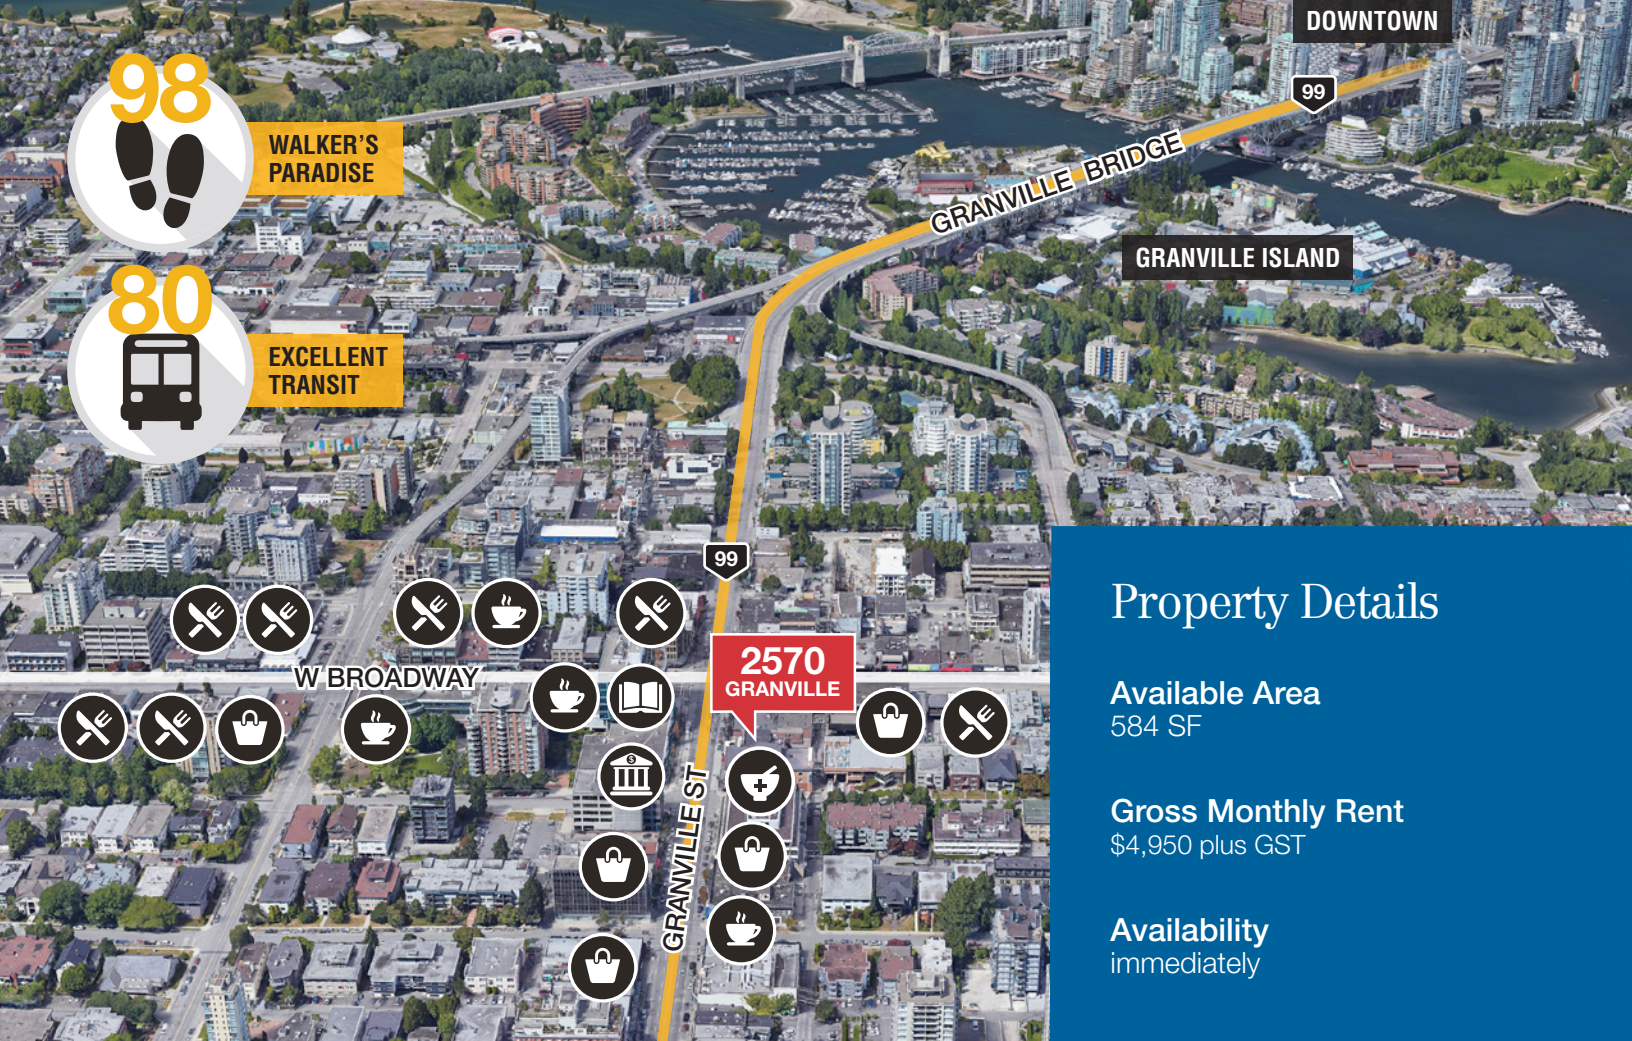 DOWNTOWN
99
98
WALKER'S
PARADISE
GRANVILLE BRIDGE
GRANVILLE ISLAND
80
EXCELLENT
TRANSIT
99
W BROADWAY
2570
GRANVILLE
$
GRANVILLE ST
Property Details
Available Area
584 SF
Gross Monthly Rent
$4,950 plus GST
Availability
immediately